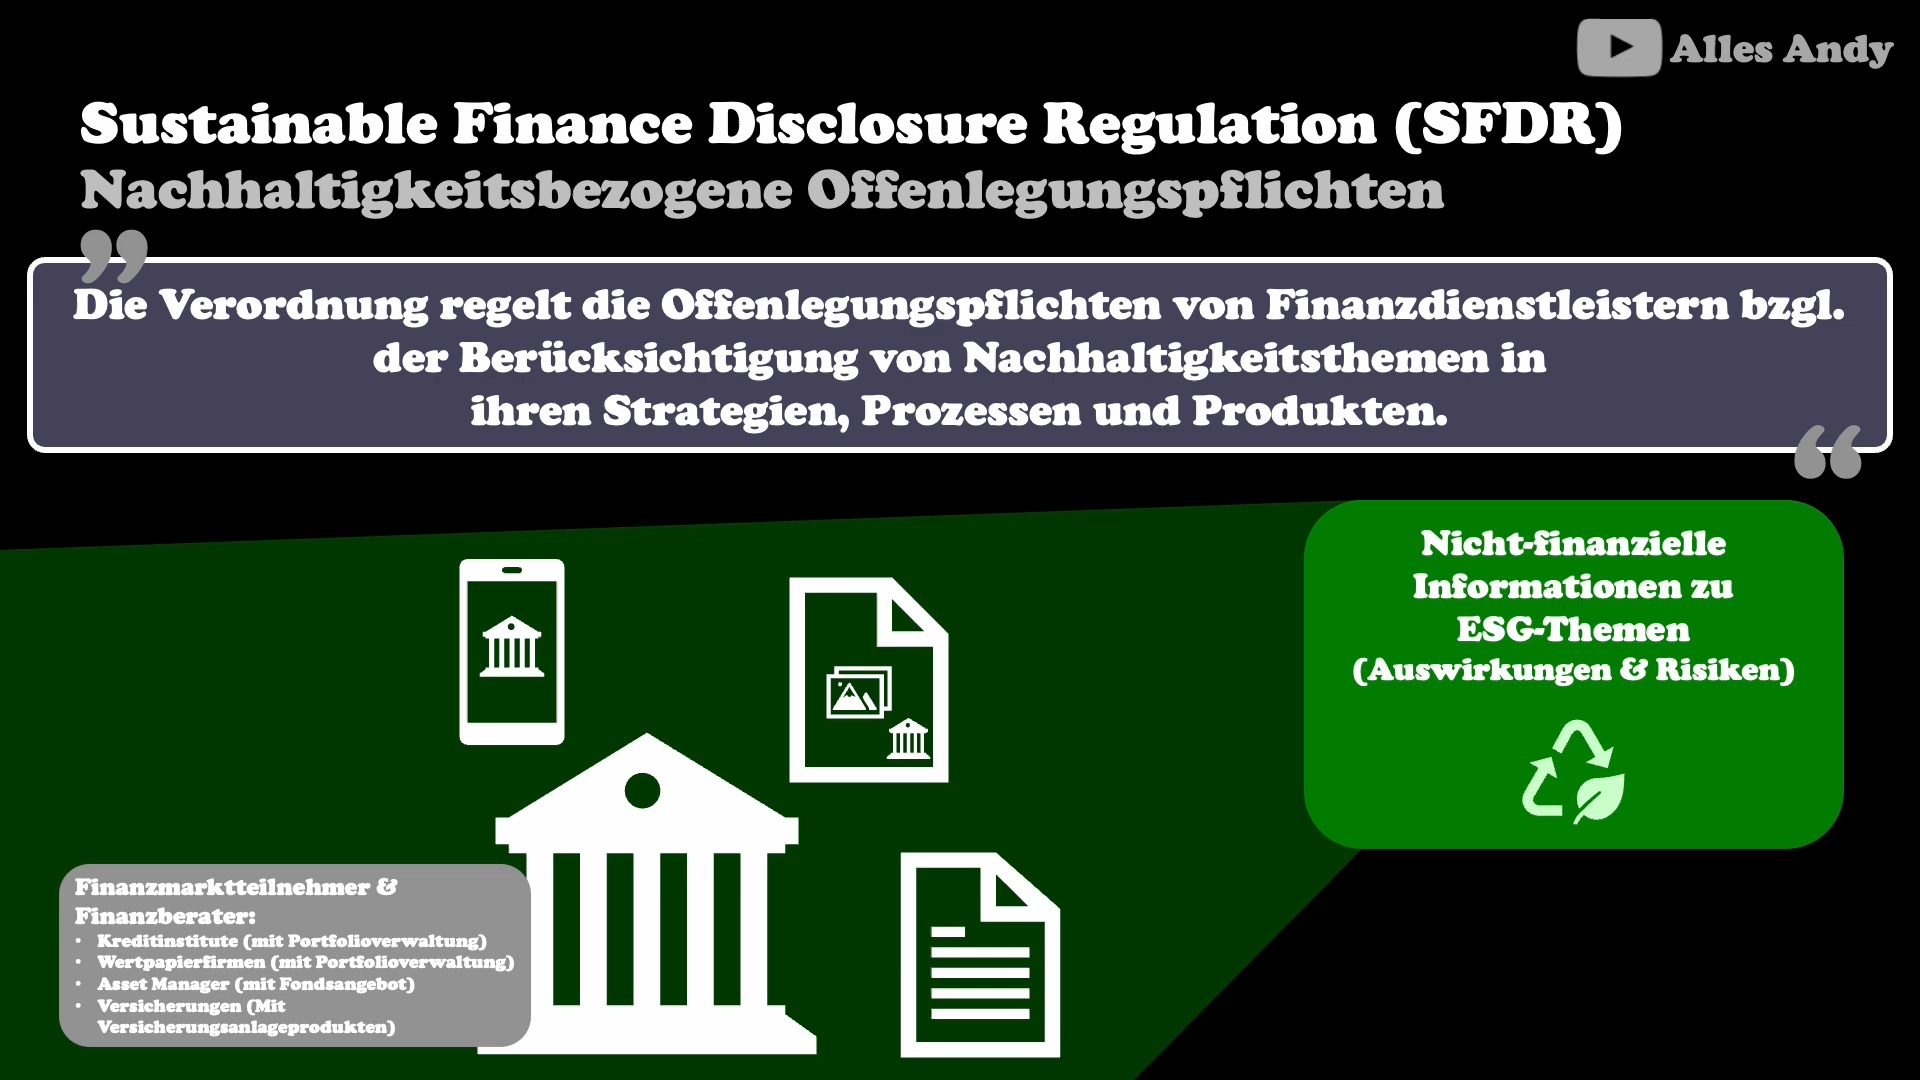 Alles Andy
Sustainable Finance Disclosure Regulation (SFDR)
Nachhaltigkeitsbezogene Offenlegungspflichten
”
Die Verordnung regelt die Offenlegungspflichten von Finanzdienstleistern bzgl.
der Berücksichtigung von Nachhaltigkeitsthemen in
ihren Strategien, Prozessen und Produkten.
“
Nicht-finanzielle
Informationen zu
ESG-Themen
(Auswirkungen & Risiken)
Finanzmarktteilnehmer &
Finanzberater:
• Kreditinstitute (mit Portfolioverwaltung)
• Wertpapierfirmen (mit Portfolioverwaltung)
• Asset Manager (mit Fondsangebot)
• Versicherungen (Mit
Versicherungsanlageprodukten)